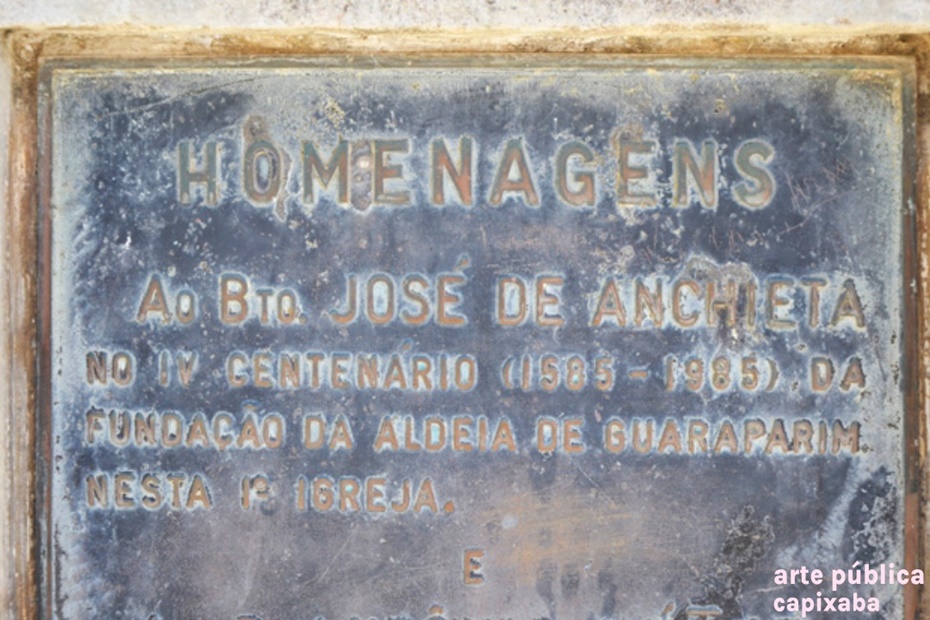 HOMENAGENS
Ao BTO. JOSÉ DE ANCHIETA
NO IV CENTENÁRIO (1585-1985) DA
FUNDAÇÃO DA ALDEIA DE GUARAPARIM.
NESTA 1ª IGREJA.
E
arte pública
capixaba